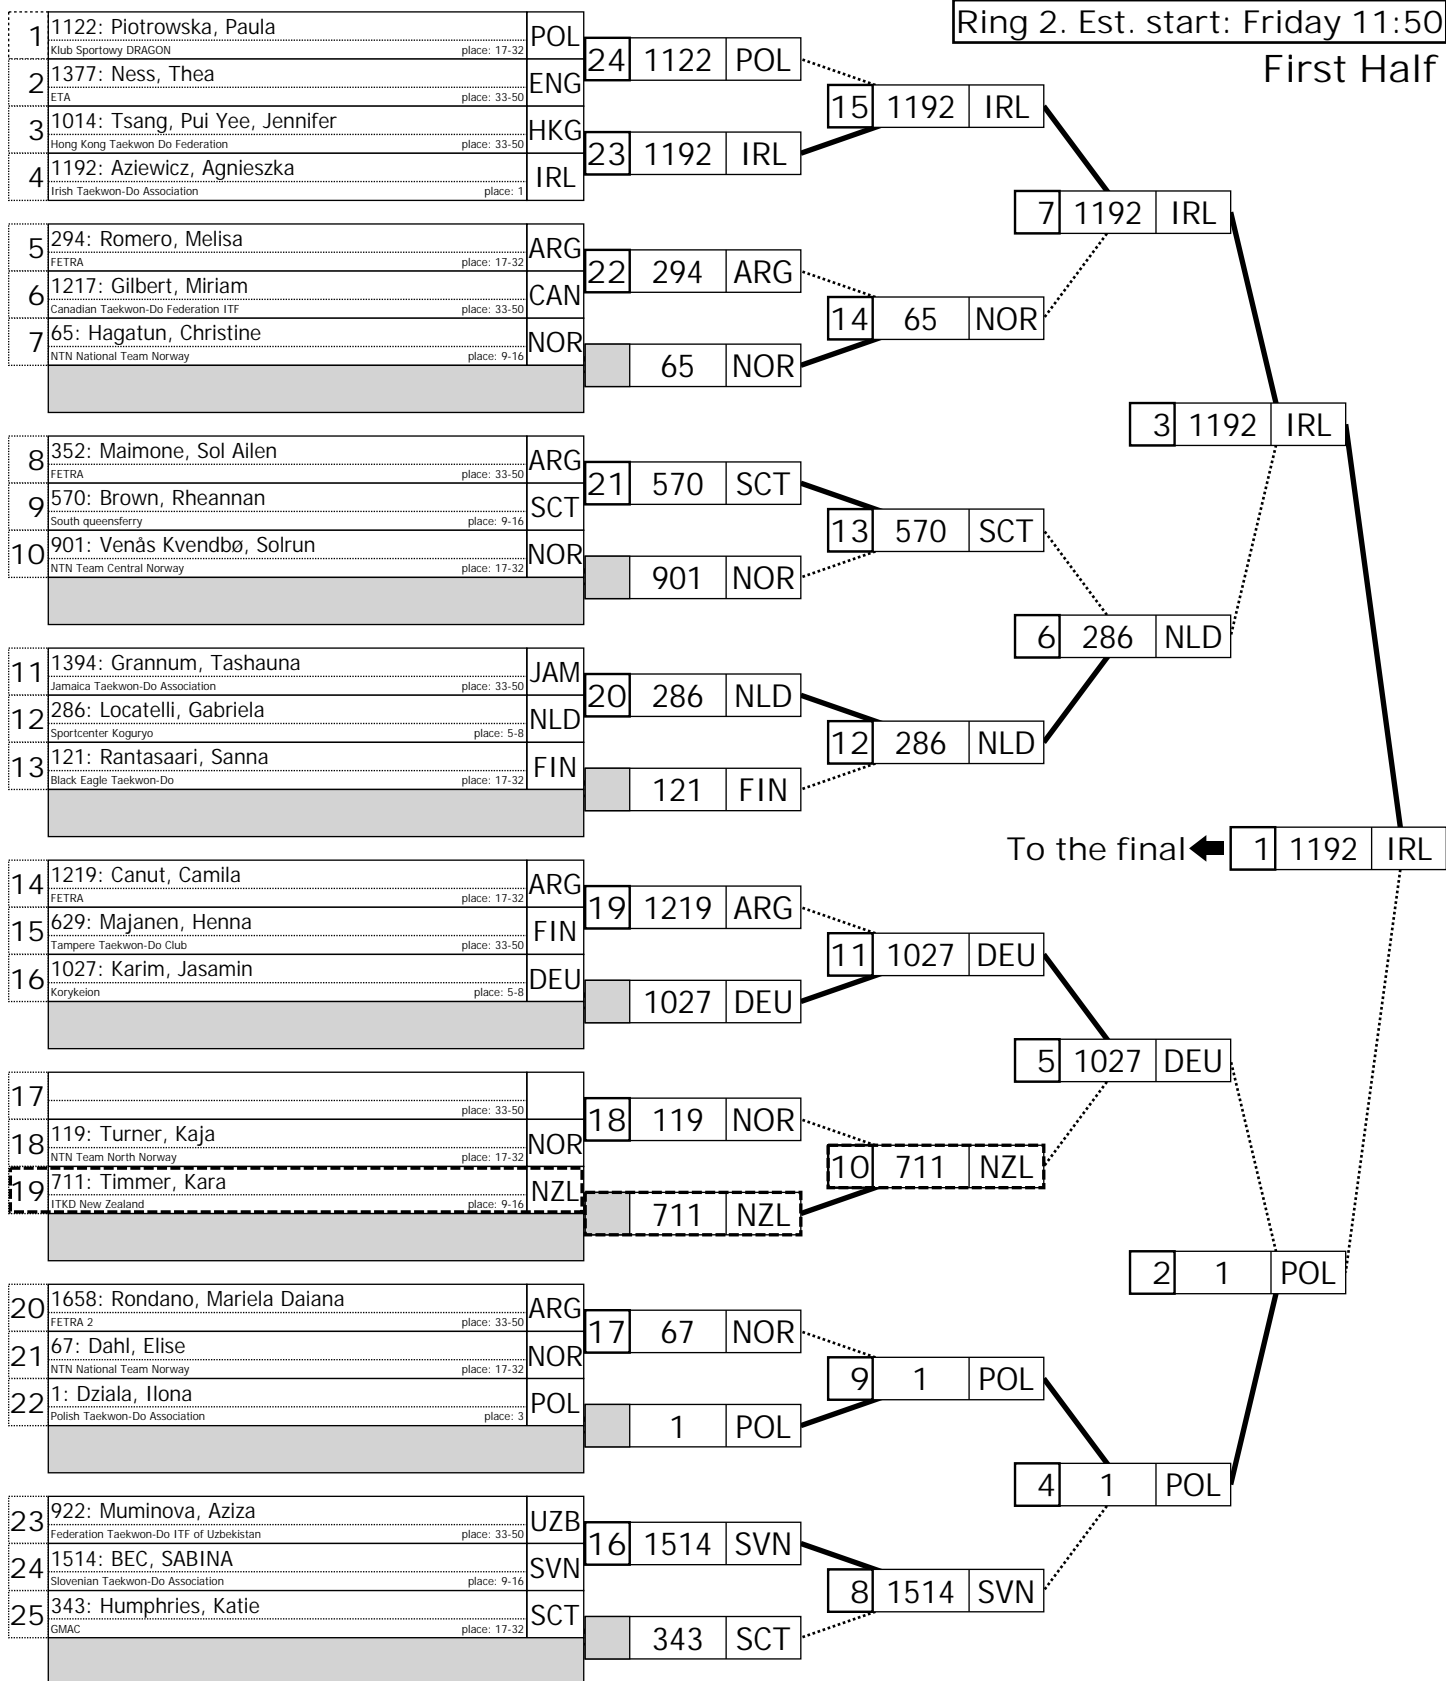 Ring 2. Est. start: Friday 11:50
First Half
1 1122: Piotrowska, Paula POL
Klub Sportowy DRAGON place: 17-32
2 1377: Ness, Thea ENG
ETA place: 33-50
3 1014: Tsang, Pui Yee, Jennifer HKG
Hong Kong Taekwon Do Federation place: 33-50
4 1192: Aziewicz, Agnieszka IRL
Irish Taekwon-Do Association place: 1
5 294: Romero, Melisa ARG
FETRA place: 17-32
6 1217: Gilbert, Miriam CAN
Canadian Taekwon-Do Federation ITF place: 33-50
7 65: Hagatun, Christine NOR
NTN National Team Norway place: 9-16
8 352: Maimone, Sol Ailen ARG
FETRA place: 33-50
9 570: Brown, Rheannan SCT
South queensferry place: 9-16
10 901: Venås Kvendbø, Solrun NOR
NTN Team Central Norway place: 17-32
11 1394: Grannum, Tashauna JAM
Jamaica Taekwon-Do Association place: 33-50
12 286: Locatelli, Gabriela NLD
Sportcenter Koguryo place: 5-8
13 121: Rantasaari, Sanna FIN
Black Eagle Taekwon-Do place: 17-32
14 1219: Canut, Camila ARG
FETRA place: 17-32
15 629: Majanen, Henna FIN
Tampere Taekwon-Do Club place: 33-50
16 1027: Karim, Jasamin DEU
Korykeion place: 5-8
17
place: 33-50
18 119: Turner, Kaja NOR
NTN Team North Norway place: 17-32
19 711: Timmer, Kara NZL
ITKD New Zealand place: 9-16
20 1658: Rondano, Mariela Daiana ARG
FETRA 2 place: 33-50
21 67: Dahl, Elise NOR
NTN National Team Norway place: 17-32
22 1: Dziala, Ilona POL
Polish Taekwon-Do Association place: 3
23 922: Muminova, Aziza UZB
Federation Taekwon-Do ITF of Uzbekistan place: 33-50
24 1514: BEC, SABINA SVN
Slovenian Taekwon-Do Association place: 9-16
25 343: Humphries, Katie SCT
GMAC place: 17-32
24 1122 POL
23 1192 IRL
22 294 ARG
65 NOR
21 570 SCT
901 NOR
20 286 NLD
121 FIN
19 1219 ARG
1027 DEU
18 119 NOR
711 NZL
17 67 NOR
1 POL
16 1514 SVN
343 SCT
15 1192 IRL
14 65 NOR
13 570 SCT
12 286 NLD
11 1027 DEU
10 711 NZL
9 1 POL
8 1514 SVN
7 1192 IRL
6 286 NLD
5 1027 DEU
4 1 POL
3 1192 IRL
2 1 POL
To the final 1 1192 IRL